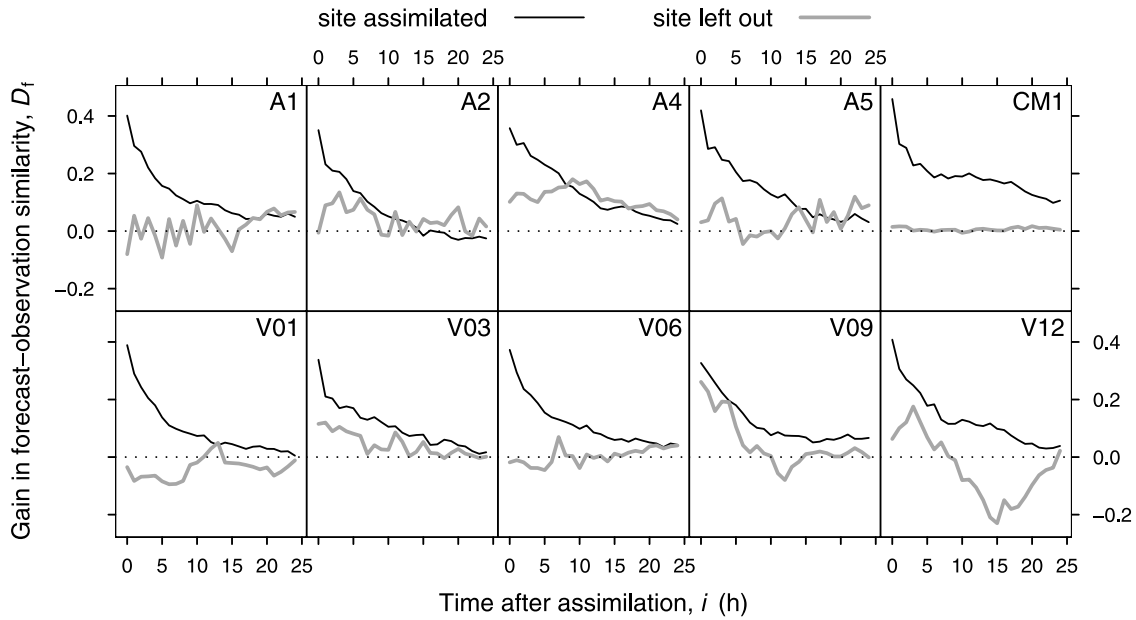 site assimilated site left out
0 5 10 15 20 25 0 5 10 15 20 25
A1 A2 A4 A5 CM1
0.4
0.2
0.0
−0.2
V01 V03 V06 V09 V12
0.4
0.2
0.0
−0.2
0 5 10 15 20 25 0 5 10 15 20 25 0 5 10 15 20 25
Time after assimilation, i (h)
Gain in forecast−observation similarity, Df